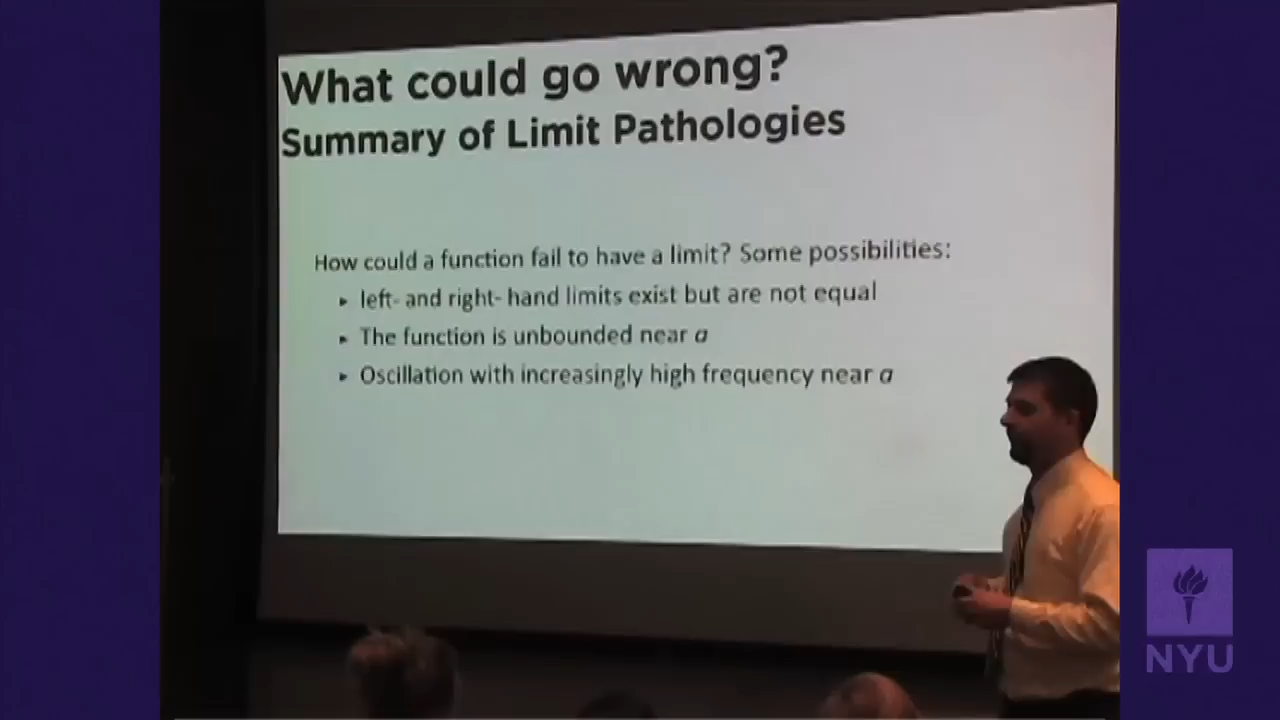 What could go wrong?
Summary of Limit Pathologies
How could a function fail to have a limit? Some possibilities:
▸ left- and right- hand limits exist but are not equal
▸ The function is unbounded near a
▸ Oscillation with increasingly high frequency near a
NYU